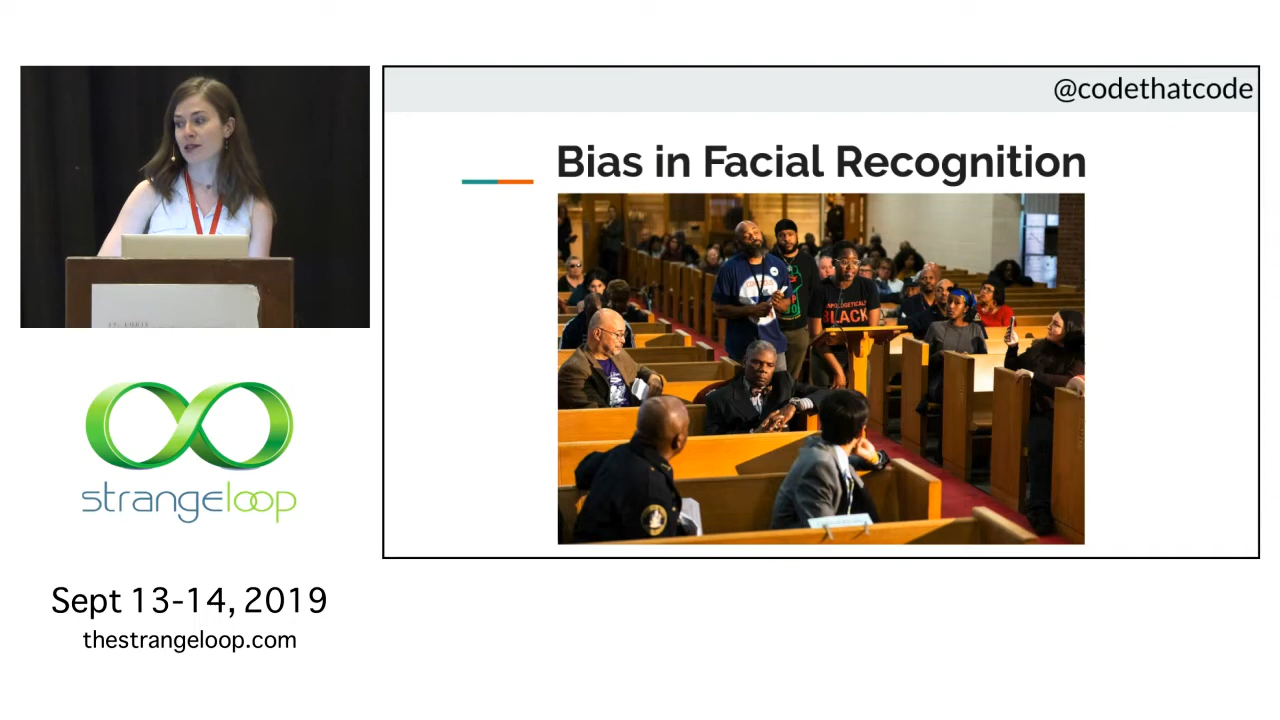 @codethatcode
Bias in Facial Recognition
BLACK
strangeloop
Sept 13-14, 2019
thestrangeloop.com